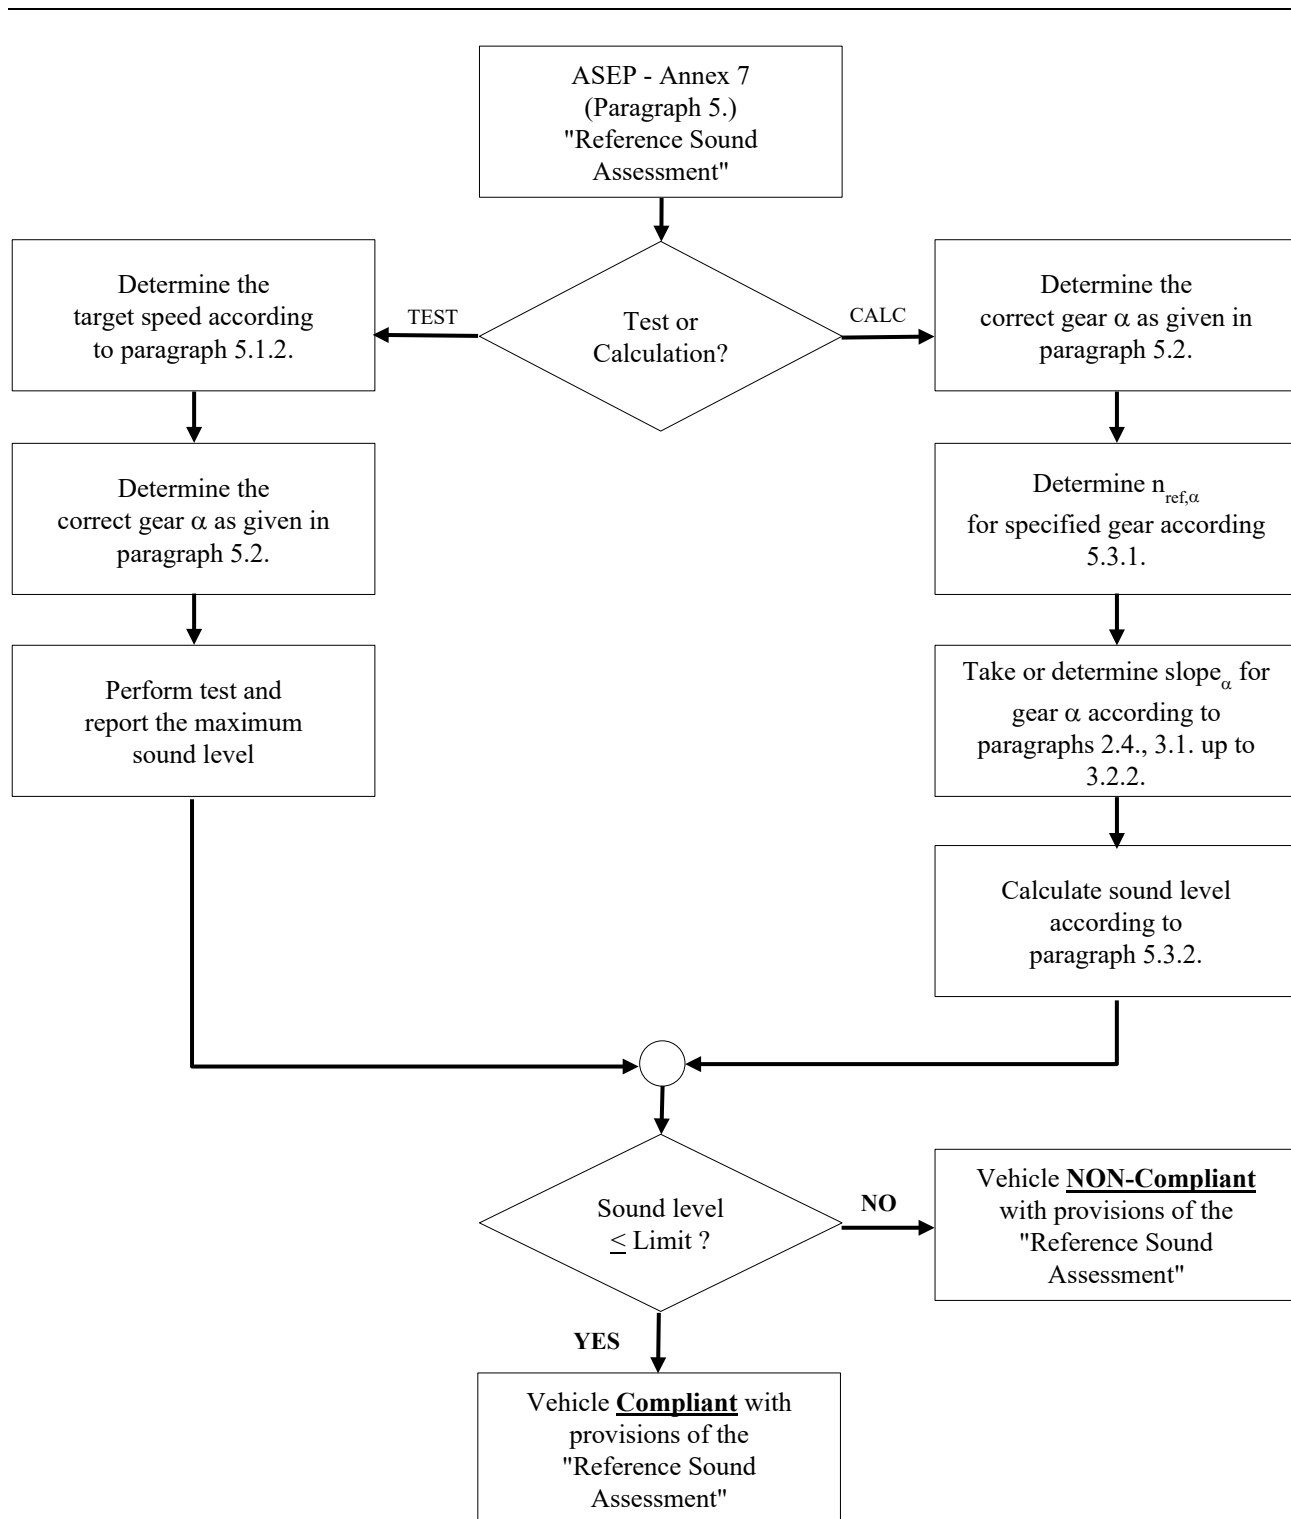 ASEP - Annex 7
(Paragraph 5.)
"Reference Sound
Assessment"
Test or
Calculation?
TEST
CALC
Determine the
target speed according
to paragraph 5.1.2.
Determine the
correct gear α as given in
paragraph 5.2.
Perform test and
report the maximum
sound level
Determine the
correct gear α as given in
paragraph 5.2.
Determine n_ref,α
for specified gear according
5.3.1.
Take or determine slope_α for
gear α according to
paragraphs 2.4., 3.1. up to
3.2.2.
Calculate sound level
according to
paragraph 5.3.2.
Sound level
≤ Limit ?
NO
Vehicle NON-Compliant
with provisions of the
"Reference Sound
Assessment"
YES
Vehicle Compliant with
provisions of the
"Reference Sound
Assessment"